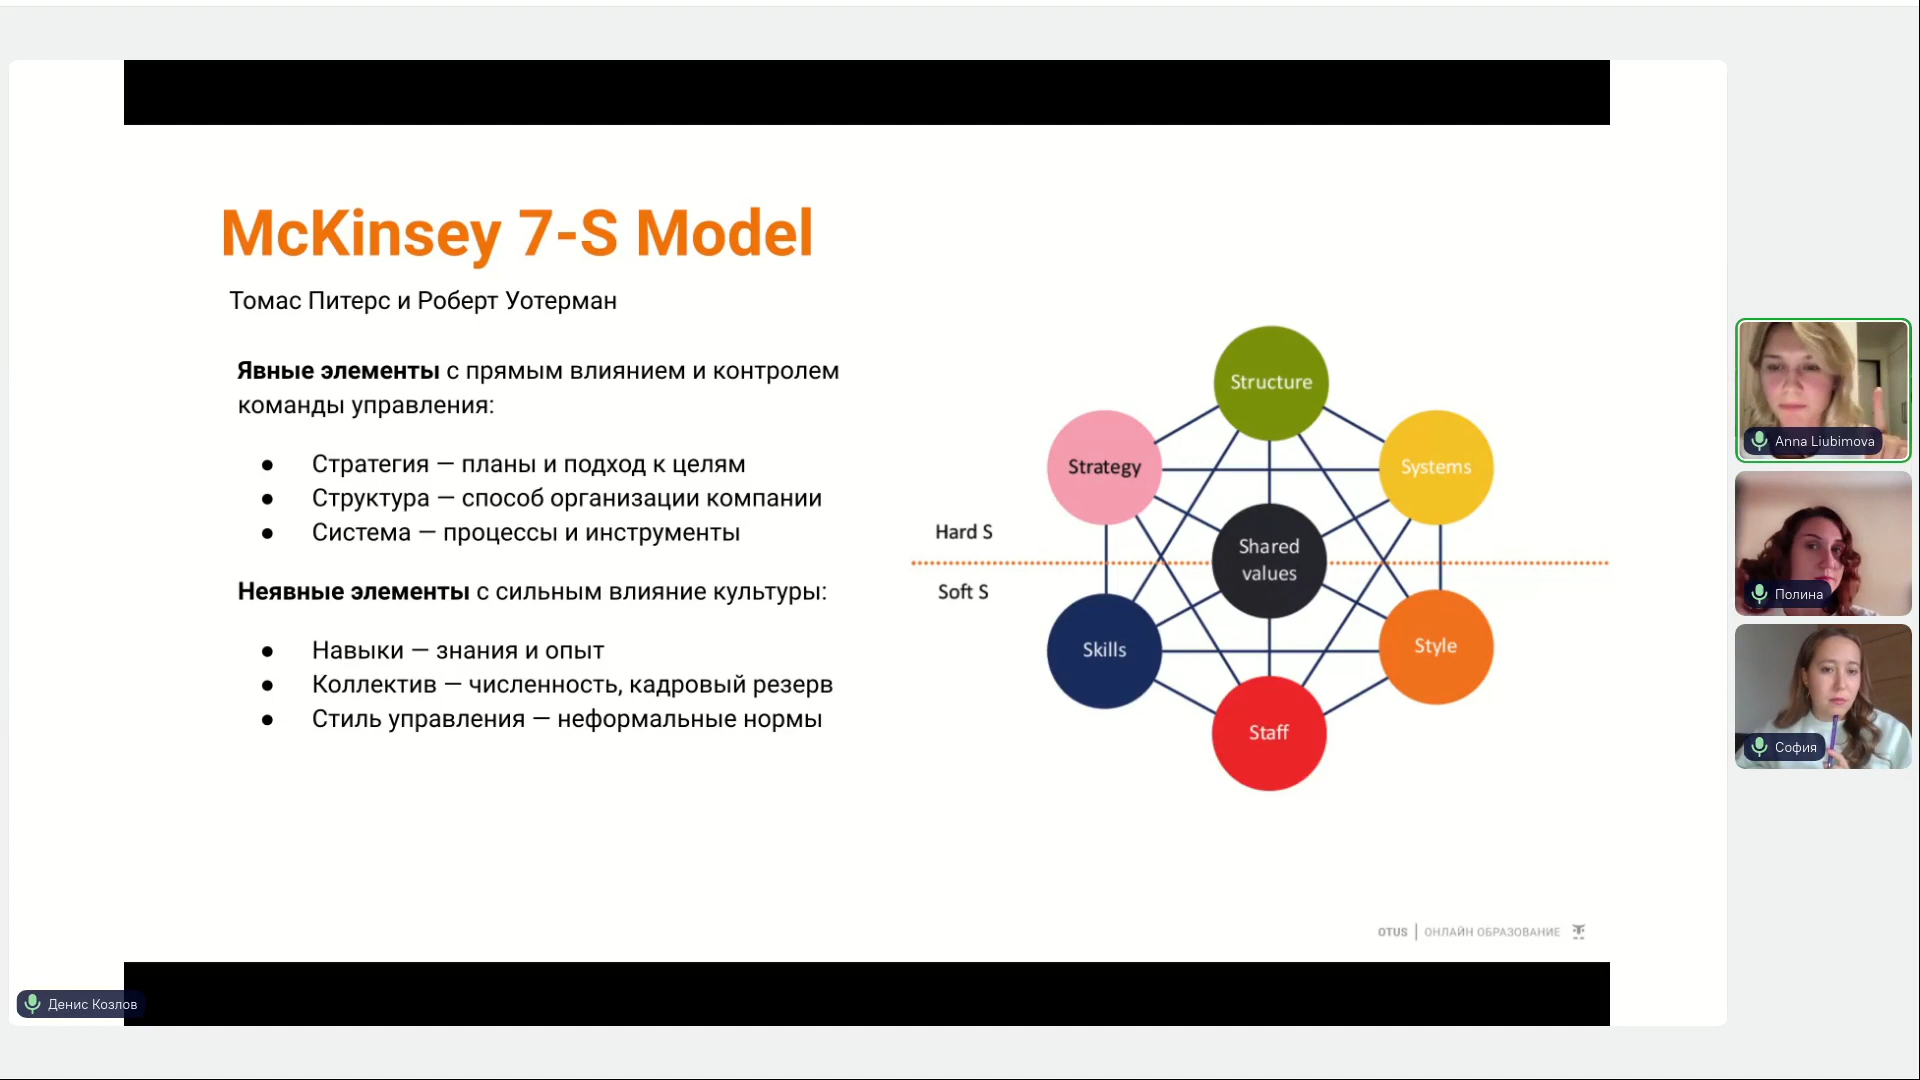 McKinsey 7-S Model
Томас Питерс и Роберт Уотерман
Явные элементы с прямым влиянием и контролем
команды управления:
● Стратегия — планы и подход к целям
● Структура — способ организации компании
● Система — процессы и инструменты
Неявные элементы с сильным влияние культуры:
● Навыки — знания и опыт
● Коллектив — численность, кадровый резерв
● Стиль управления — неформальные нормы
Structure
Strategy
Systems
Hard S
Shared
values
Soft S
Skills
Style
Staff
OTUS | ОНЛАЙН ОБРАЗОВАНИЕ
Денис Козлов
Anna Liubimova
Полина
София